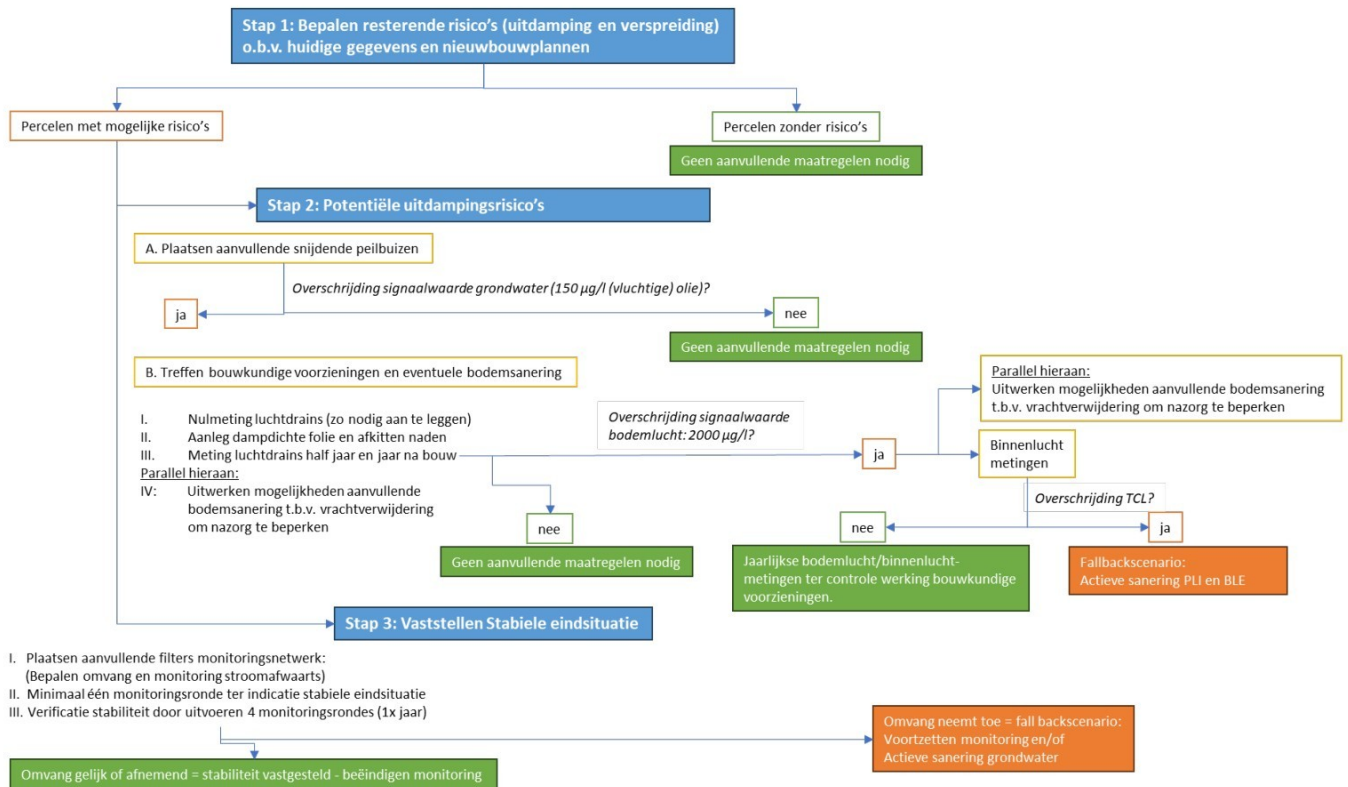 Stap 1: Bepalen resterende risico's (uitdamping en verspreiding)
o.b.v. huidige gegevens en nieuwbouwplannen
Percelen met mogelijke risico's
Percelen zonder risico's
Geen aanvullende maatregelen nodig
Stap 2: Potentiële uitdampingsrisico's
A. Plaatsen aanvullende snijdende peilbuizen
Overschrijding signaalwaarde grondwater (150 µg/l (vluchtige) olie)?
ja
nee
Geen aanvullende maatregelen nodig
B. Treffen bouwkundige voorzieningen en eventuele bodemsanering
I. Nulmeting luchtdrains (zo nodig aan te leggen)
II. Aanleg dampdichte folie en afkitten naden
III. Meting luchtdrains half jaar en jaar na bouw
Parallel hieraan:
IV: Uitwerken mogelijkheden aanvullende
bodemsanering t.b.v. vrachtverwijdering
om nazorg te beperken
Overschrijding signaalwaarde
bodemlucht: 2000 µg/l?
ja
nee
Geen aanvullende maatregelen nodig
Parallel hieraan:
Uitwerken mogelijkheden aanvullende bodemsanering
t.b.v. vrachtverwijdering om nazorg te beperken
Binnenlucht
metingen
Overschrijding TCL?
nee
ja
Jaarlijkse bodemlucht/binnenlucht-
metingen ter controle werking bouwkundige
voorzieningen.
Fallbackscenario:
Actieve sanering PLI en BLE
Stap 3: Vaststellen Stabiele eindsituatie
I. Plaatsen aanvullende filters monitoringsnetwerk:
(Bepalen omvang en monitoring stroomafwaarts)
II. Minimaal één monitoringsronde ter indicatie stabiele eindsituatie
III. Verificatie stabiliteit door uitvoeren 4 monitoringsrondes (1x jaar)
Omvang neemt toe = fall backscenario:
Voortzetten monitoring en/of
Actieve sanering grondwater
Omvang gelijk of afnemend = stabiliteit vastgesteld - beëindigen monitoring